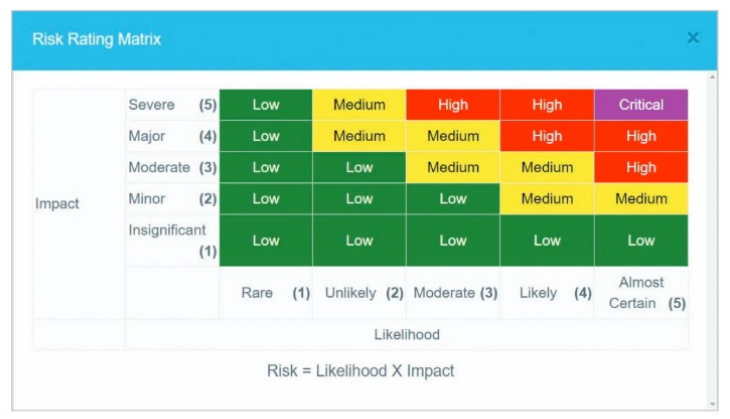 Risk Rating Matrix ×
Severe (5) Low Medium High High Critical
Major (4) Low Medium Medium High High
Moderate (3) Low Low Medium Medium High
Impact Minor (2) Low Low Low Medium Medium
Insignificant
(1) Low Low Low Low Low
Rare (1) Unlikely (2) Moderate (3) Likely (4) Almost
Certain (5)
Likelihood
Risk = Likelihood X Impact